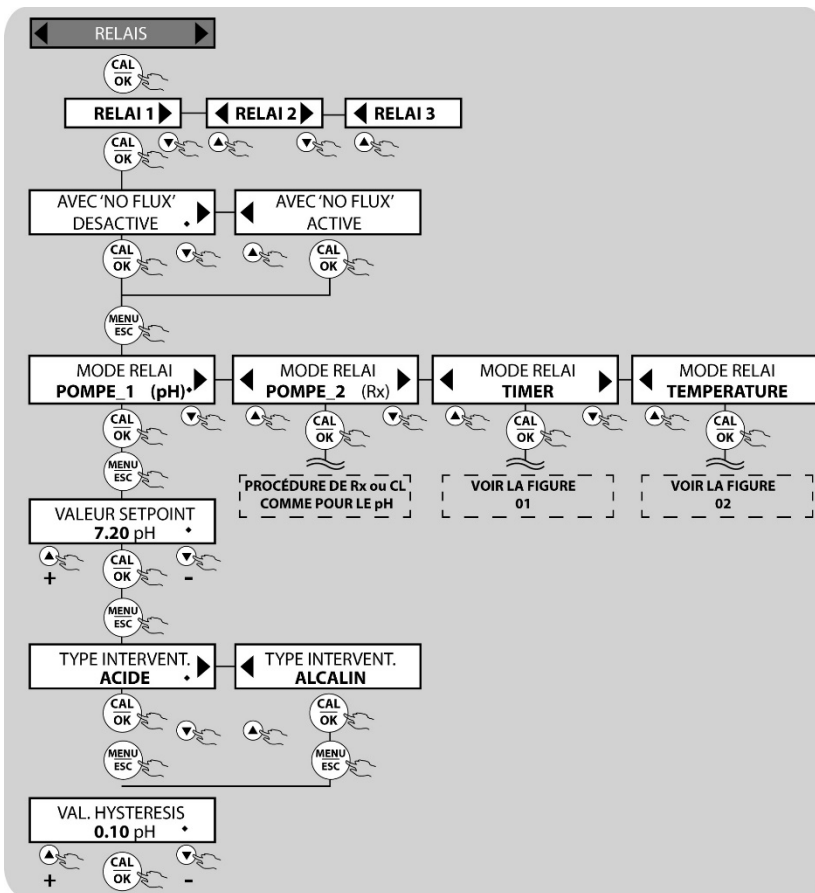 RELAIS
CAL
OK
RELAI 1
RELAI 2
RELAI 3
CAL
OK
AVEC 'NO FLUX'
DESACTIVE
AVEC 'NO FLUX'
ACTIVE
CAL
OK
CAL
OK
MENU
ESC
MODE RELAI
POMPE_1 (pH)
MODE RELAI
POMPE_2 (Rx)
MODE RELAI
TIMER
MODE RELAI
TEMPERATURE
CAL
OK
CAL
OK
CAL
OK
CAL
OK
MENU
ESC
PROCÉDURE DE Rx ou CL
COMME POUR LE pH
VOIR LA FIGURE
01
VOIR LA FIGURE
02
VALEUR SETPOINT
7.20 pH
+
CAL
OK
-
MENU
ESC
TYPE INTERVENT.
ACIDE
TYPE INTERVENT.
ALCALIN
CAL
OK
CAL
OK
MENU
ESC
MENU
ESC
VAL. HYSTERESIS
0.10 pH
+
CAL
OK
-